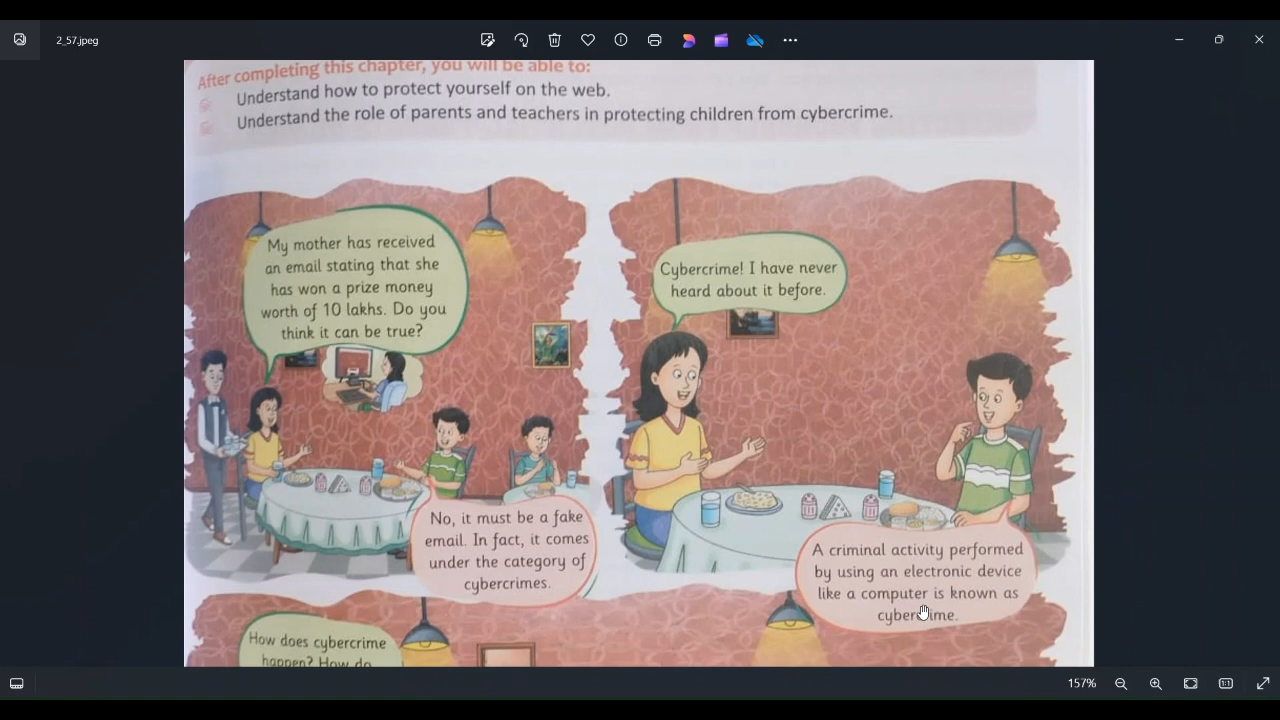 2_57.jpeg
After completing this chapter, you will be able to:
Understand how to protect yourself on the web.
Understand the role of parents and teachers in protecting children from cybercrime.
My mother has received
an email stating that she
has won a prize money
worth of 10 lakhs. Do you
think it can be true?
No, it must be a fake
email. In fact, it comes
under the category of
cybercrimes.
Cybercrime! I have never
heard about it before.
A criminal activity performed
by using an electronic device
like a computer is known as
cybercrime.
How does cybercrime
happen? How do
157%